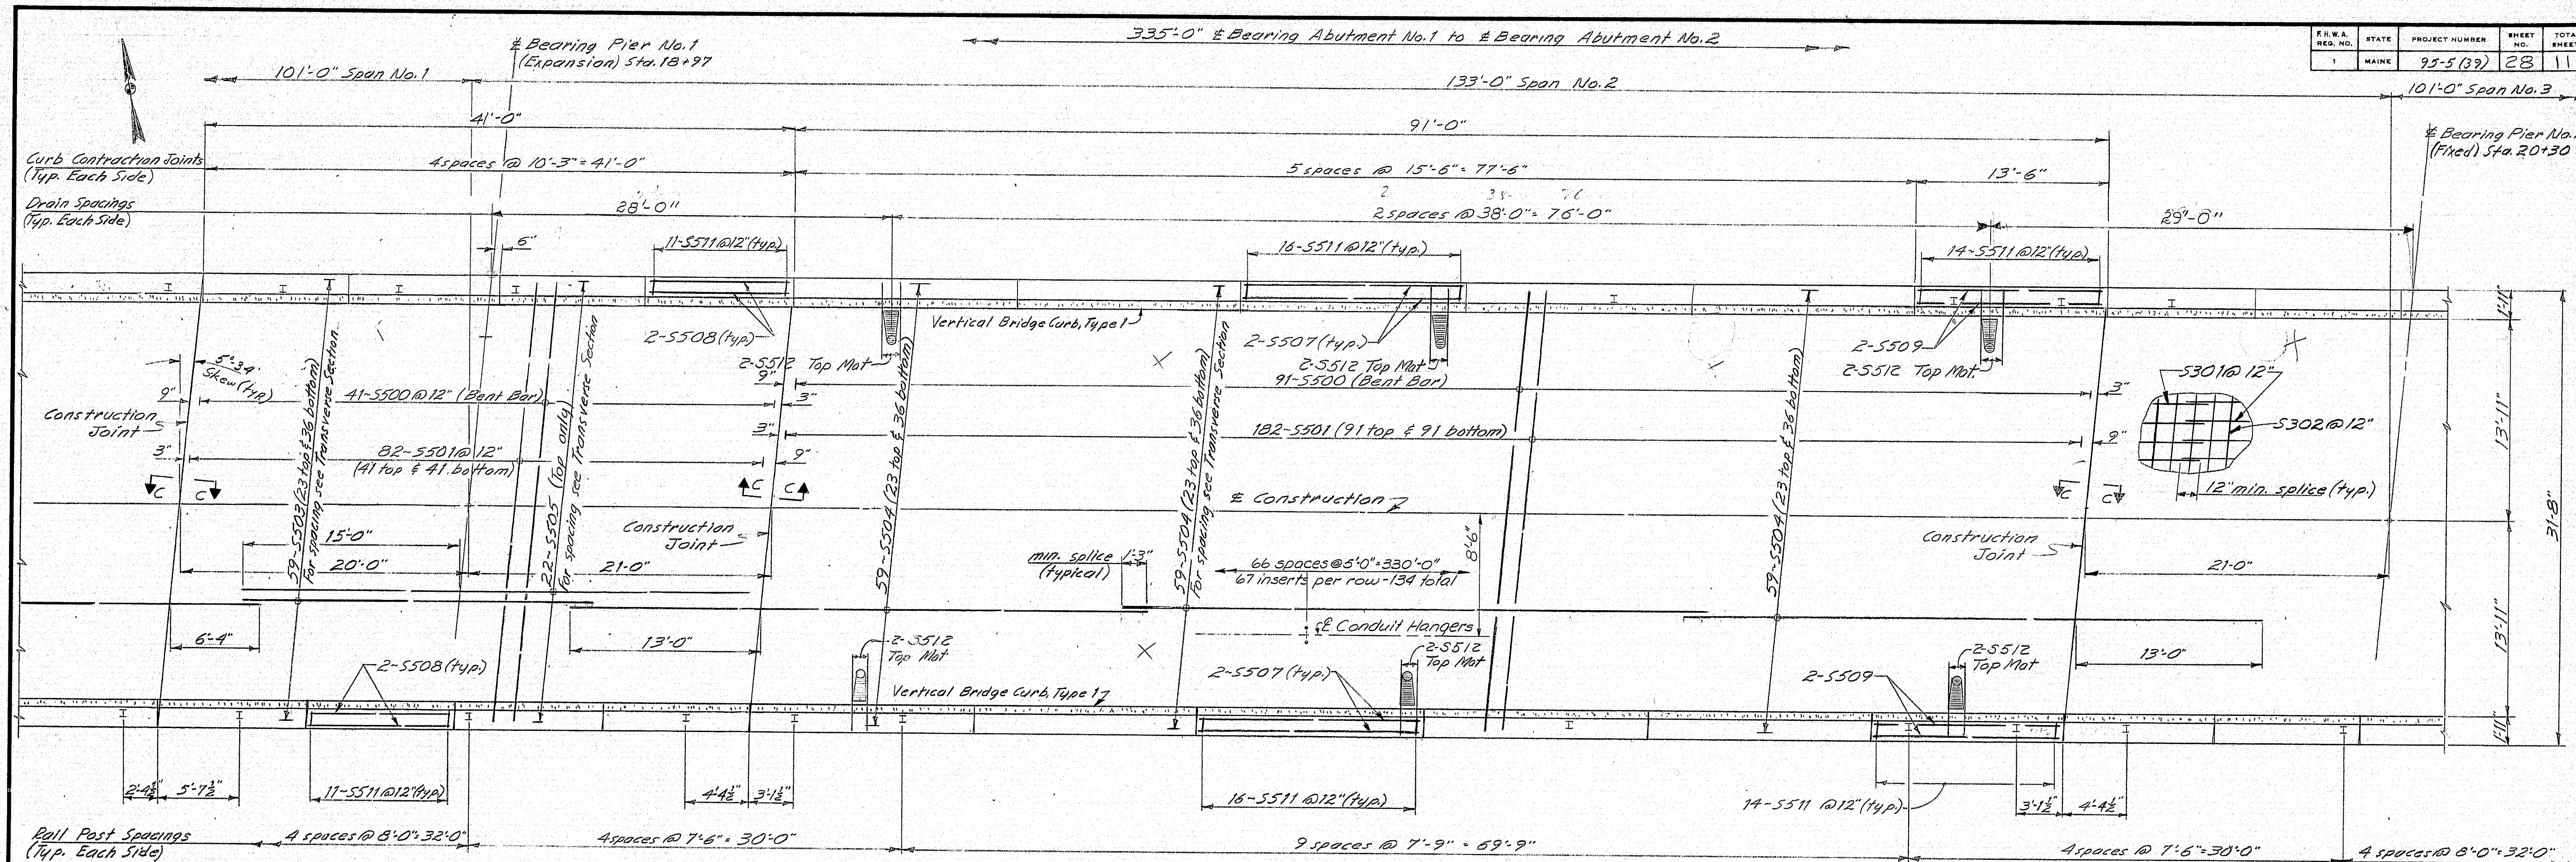 335'-0" ℄ Bearing Abutment No.1 to ℄ Bearing Abutment No.2
F.H.W.A. REG. NO.
STATE
PROJECT NUMBER
SHEET NO.
1
MAINE
95-5 (39)
28
℄ Bearing Pier No.1
(Expansion) Sta. 18+97
101'-0" Span No.1
133'-0" Span No.2
101'-0" Span No.3
41'-0"
91'-0"
℄ Bearing Pier No.
(Fixed) Sta. 20+30
Curb Contraction Joints
(Typ. Each Side)
4 spaces @ 10'-3" = 41'-0"
5 spaces @ 15'-6" = 77'-6"
13'-6"
Drain Spacings
(Typ. Each Side)
28'-0"
2 spaces @ 38'-0" = 76'-0"
29'-0"
6"
11-S511 @ 12" (typ.)
16-S511 @ 12" (typ.)
14-S511 @ 12" (typ.)
Vertical Bridge Curb, Type 1
2-S508 (typ.)
2-S512 Top Mat
2-S507 (typ.)
2-S512 Top Mat
2-S509
2-S512 Top Mat
5°-34'
Skew (typ.)
9"
41-S500 @ 12" (Bent Bar)
9"
3"
91-S500 (Bent Bar)
3"
S301 @ 12"
S302 @ 12"
12" min. splice (typ.)
Construction
Joint
3"
82-S501 @ 12"
(41 top & 41 bottom)
3"
9"
182-S501 (91 top & 91 bottom)
9"
C C
C C
C C
59-S503 (23 top & 36 bottom)
For spacing see Transverse Section
22-S505 (Top only)
For spacing see Transverse Section
59-S504 (23 top & 36 bottom)
59-S504 (23 top & 36 bottom)
For spacing see Transverse Section
59-S504 (23 top & 36 bottom)
℄ Construction
Construction
Joint
Construction
Joint
15'-0"
20'-0"
21'-0"
min. splice
(typical)
1'-3"
66 spaces @ 5'-0" = 330'-0"
67 inserts per row - 134 total
8'-6"
21'-0"
1'-11"
13'-11"
13'-11"
1'-11"
31'-8"
6'-4"
13'-0"
℄ Conduit Hangers
13'-0"
2-S508 (typ.)
2-S512
Top Mat
2-S507 (typ.)
2-S512
Top Mat
2-S509
2-S512
Top Mat
Vertical Bridge Curb, Type 1
2'-4½"
5'-7½"
11-S511 @ 12" (typ.)
4'-4½"
3'-1½"
16-S511 @ 12" (typ.)
14-S511 @ 12" (typ.)
3'-1½"
4'-4½"
Rail Post Spacings
(Typ. Each Side)
4 spaces @ 8'-0" = 32'-0"
4 spaces @ 7'-6" = 30'-0"
9 spaces @ 7'-9" = 69'-9"
4 spaces @ 7'-6" = 30'-0"
4 spaces @ 8'-0" = 32'-0"